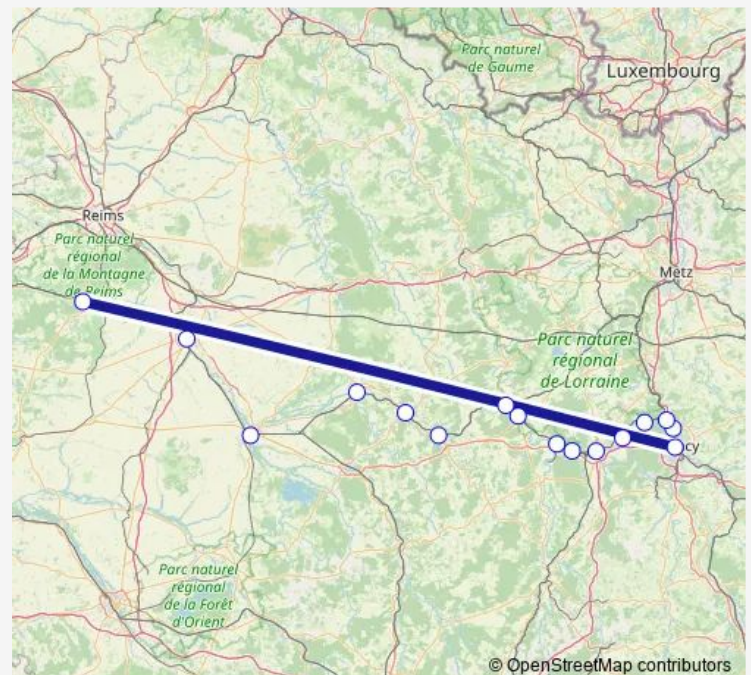 Parc naturel
de Gaume
Luxembourg
Reims
Parc naturel
régional
de la Montagne
de Reims
Metz
Parc naturel
régional
de Lorraine
cy
Parc naturel
régional
de la Forêt
d'Orient
© OpenStreetMap contributors